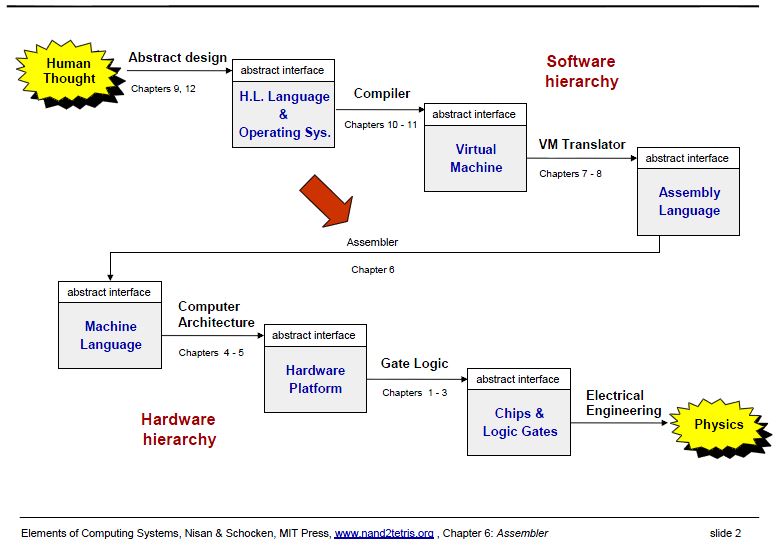 Human
Thought
Abstract design
Chapters 9, 12
abstract interface
H.L. Language
&
Operating Sys.
Compiler
Chapters 10 - 11
Software
hierarchy
abstract interface
Virtual
Machine
VM Translator
Chapters 7 - 8
abstract interface
Assembly
Language
Assembler
Chapter 6
abstract interface
Machine
Language
Computer
Architecture
Chapters 4 - 5
abstract interface
Hardware
Platform
Gate Logic
Chapters 1 - 3
abstract interface
Chips &
Logic Gates
Electrical
Engineering
Physics
Hardware
hierarchy
Elements of Computing Systems, Nisan & Schocken, MIT Press, www.nand2tetris.org , Chapter 6: Assembler slide 2